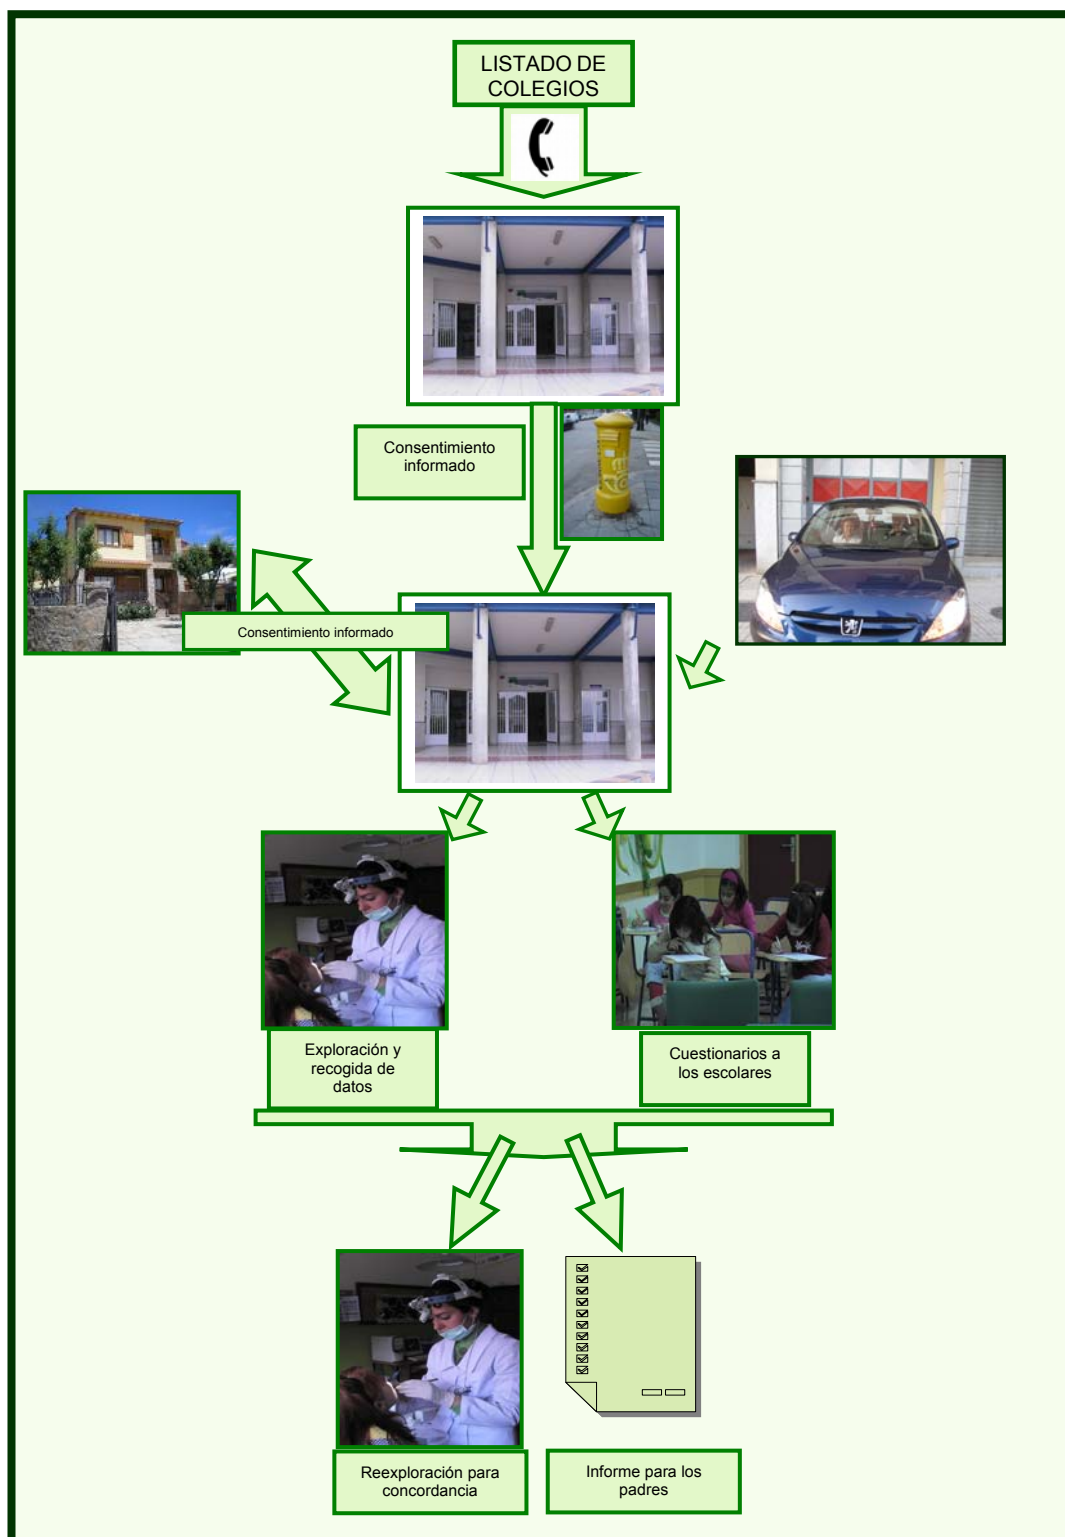 LISTADO DE
COLEGIOS
Consentimiento
informado
Consentimiento informado
Exploración y
recogida de
datos
Cuestionarios a
los escolares
Reexploración para
concordancia
Informe para los
padres